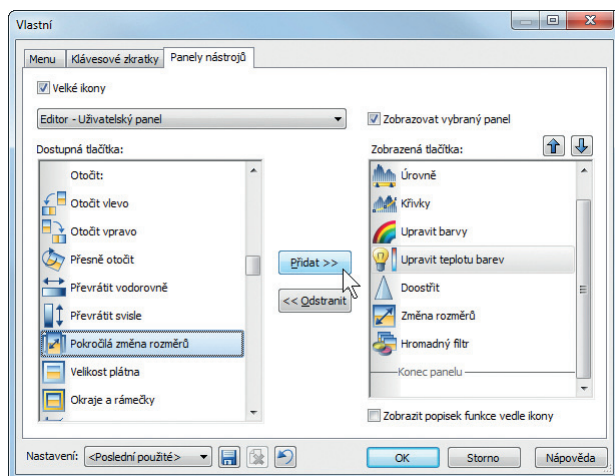 Vlastní
Menu
Klávesové zkratky
Panely nástrojů
Velké ikony
Editor - Uživatelský panel
Zobrazovat vybraný panel
Dostupná tlačítka:
Zobrazená tlačítka:
Otočit:
Otočit vlevo
Otočit vpravo
Přesně otočit
Převrátit vodorovně
Převrátit svisle
Pokročilá změna rozměrů
Velikost plátna
Okraje a rámečky
Přidat >>
<< Odstranit
Úrovně
Křivky
Upravit barvy
Upravit teplotu barev
Doostřit
Změna rozměrů
Hromadný filtr
Konec panelu
Zobrazit popisek funkce vedle ikony
Nastavení:
<Poslední použité>
OK
Storno
Nápověda